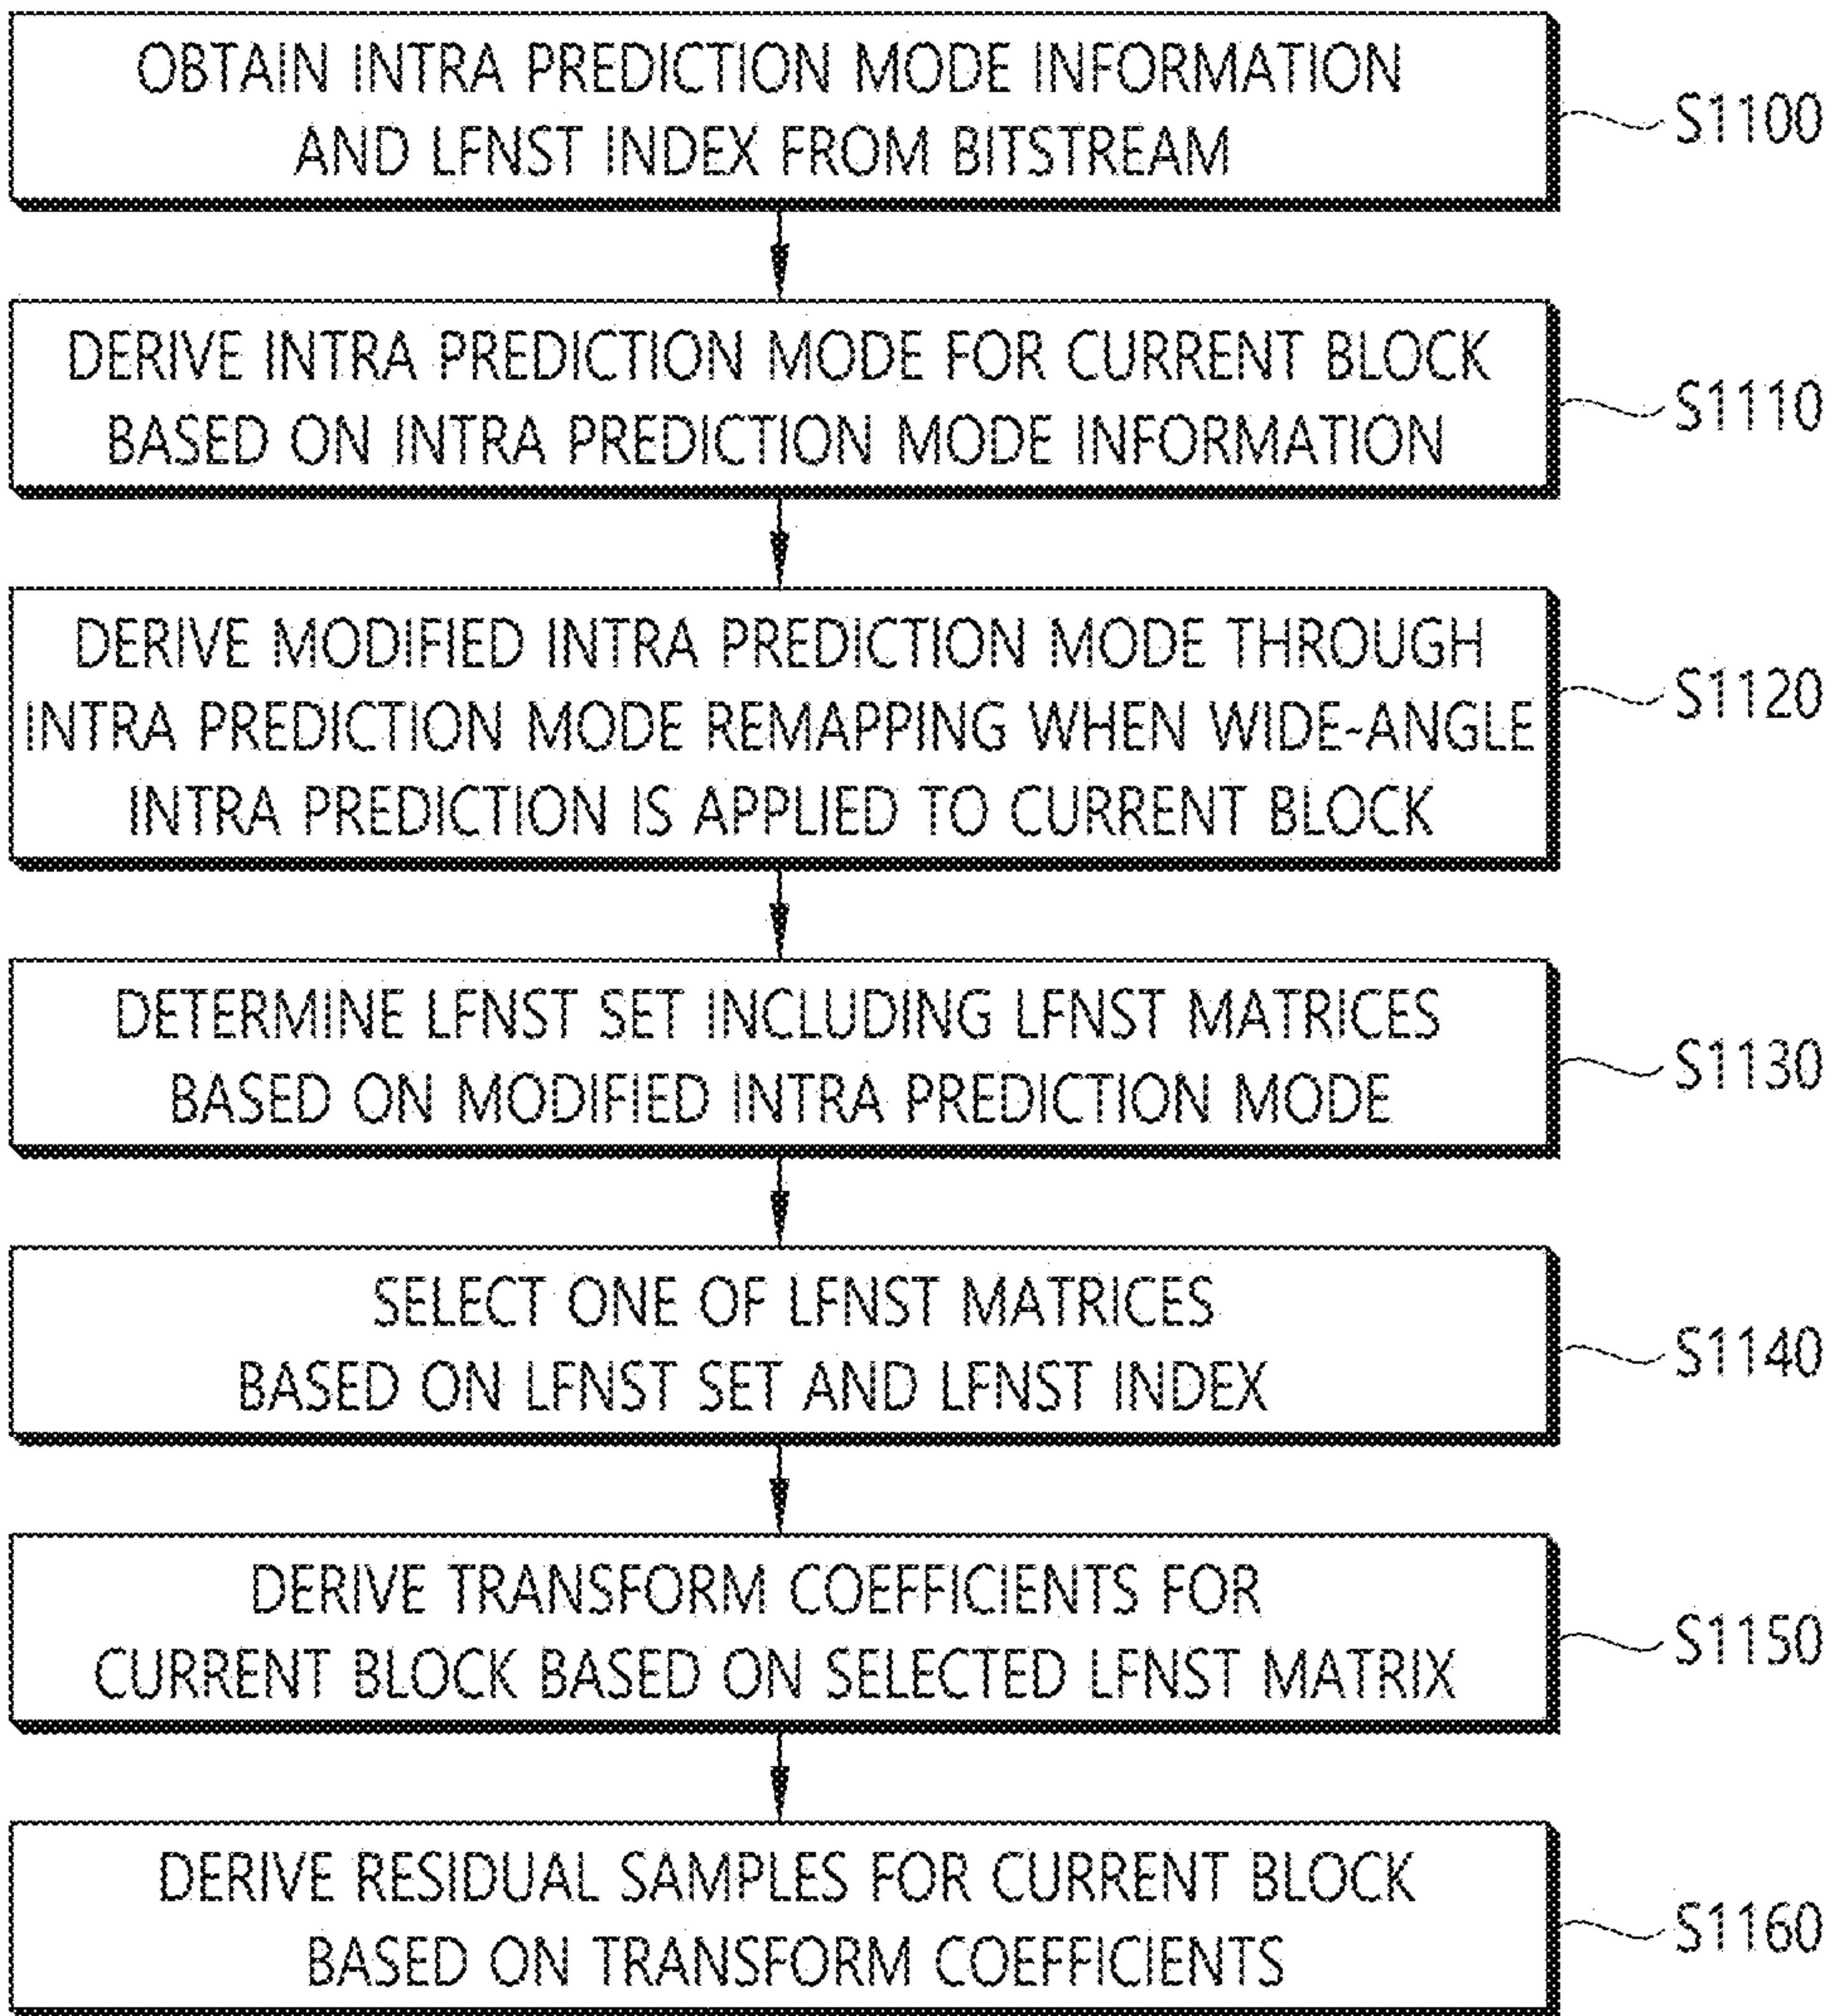 OBTAIN INTRA PREDICTION MODE INFORMATION
AND LFNST INDEX FROM BITSTREAM
S1100
DERIVE INTRA PREDICTION MODE FOR CURRENT BLOCK
BASED ON INTRA PREDICTION MODE INFORMATION
S1110
DERIVE MODIFIED INTRA PREDICTION MODE THROUGH
INTRA PREDICTION MODE REMAPPING WHEN WIDE-ANGLE
INTRA PREDICTION IS APPLIED TO CURRENT BLOCK
S1120
DETERMINE LFNST SET INCLUDING LFNST MATRICES
BASED ON MODIFIED INTRA PREDICTION MODE
S1130
SELECT ONE OF LFNST MATRICES
BASED ON LFNST SET AND LFNST INDEX
S1140
DERIVE TRANSFORM COEFFICIENTS FOR
CURRENT BLOCK BASED ON SELECTED LFNST MATRIX
S1150
DERIVE RESIDUAL SAMPLES FOR CURRENT BLOCK
BASED ON TRANSFORM COEFFICIENTS
S1160